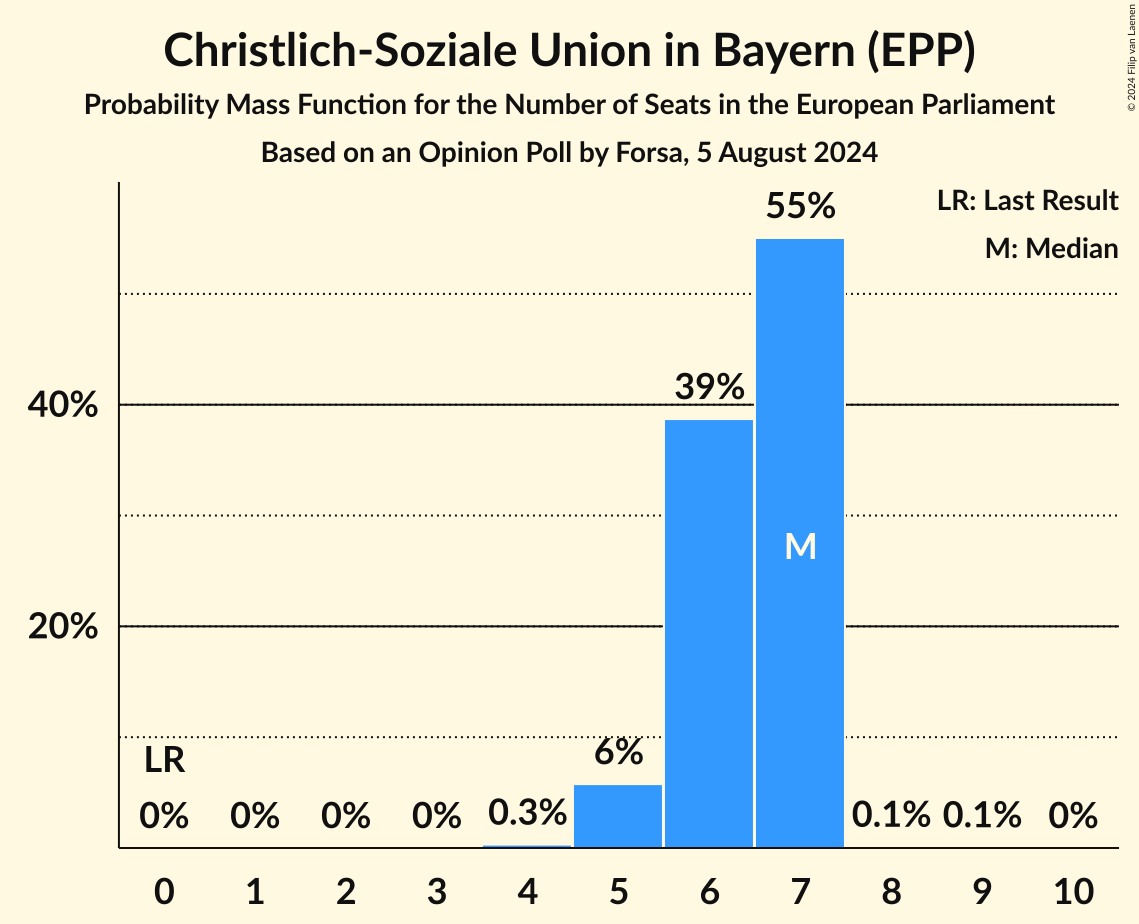 Christlich-Soziale Union in Bayern (EPP)
Probability Mass Function for the Number of Seats in the European Parliament
Based on an Opinion Poll by Forsa, 5 August 2024
© 2024 Filip van Laenen
LR: Last Result
M: Median
55%
39%
40%
M
20%
LR
6%
0% 0% 0% 0% 0.3% 0.1% 0.1% 0%
0 1 2 3 4 5 6 7 8 9 10